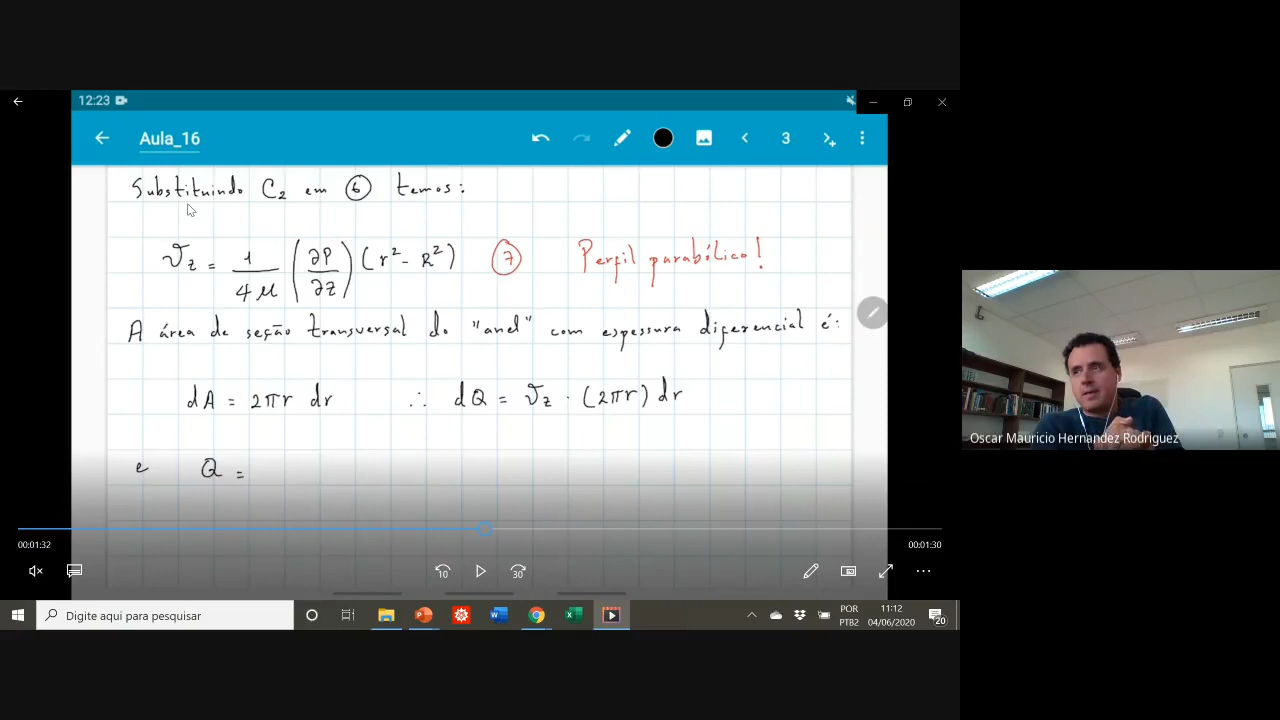 12:23
Aula_16
3
Substituindo C₂ em ⑥ temos:
𝒱z = 1/4μ (∂P/∂z) (r² - R²) ⑦ Perfil parabólico!
A área de seção transversal do "anel" com espessura diferencial é:
dA = 2πr dr ∴ dQ = 𝒱z · (2πr) dr
e Q =
Oscar Mauricio Hernandez Rodriguez
00:01:32
00:01:30
10
30
Digite aqui para pesquisar
POR
PTB2
11:12
04/06/2020
20